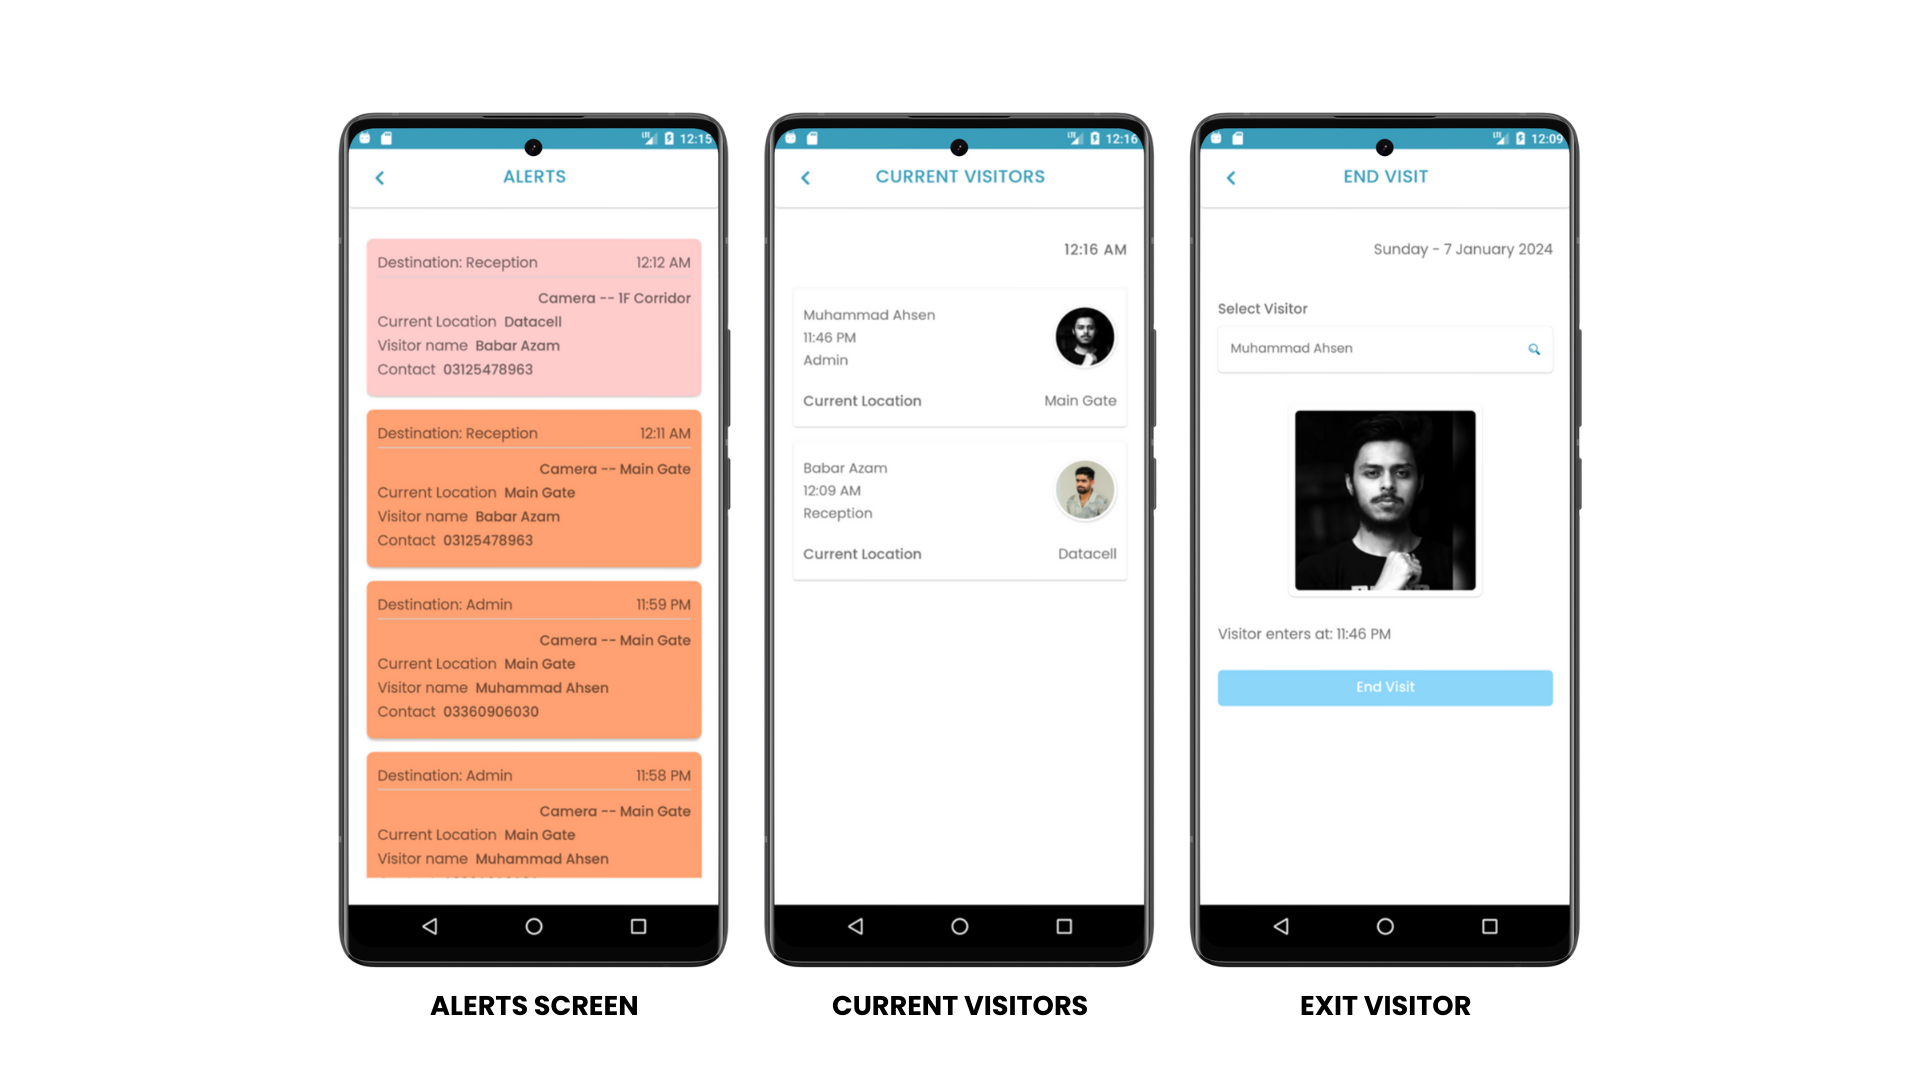 LTE 12:15
ALERTS
Destination: Reception 12:12 AM
Camera -- 1F Corridor
Current Location Datacell
Visitor name Babar Azam
Contact 03125478963
Destination: Reception 12:11 AM
Camera -- Main Gate
Current Location Main Gate
Visitor name Babar Azam
Contact 03125478963
Destination: Admin 11:59 PM
Camera -- Main Gate
Current Location Main Gate
Visitor name Muhammad Ahsen
Contact 03360906030
Destination: Admin 11:58 PM
Camera -- Main Gate
Current Location Main Gate
Visitor name Muhammad Ahsen
ALERTS SCREEN
LTE 12:16
CURRENT VISITORS
12:16 AM
Muhammad Ahsen
11:46 PM
Admin
Current Location Main Gate
Babar Azam
12:09 AM
Reception
Current Location Datacell
CURRENT VISITORS
LTE 12:09
END VISIT
Sunday - 7 January 2024
Select Visitor
Muhammad Ahsen
Visitor enters at: 11:46 PM
End Visit
EXIT VISITOR